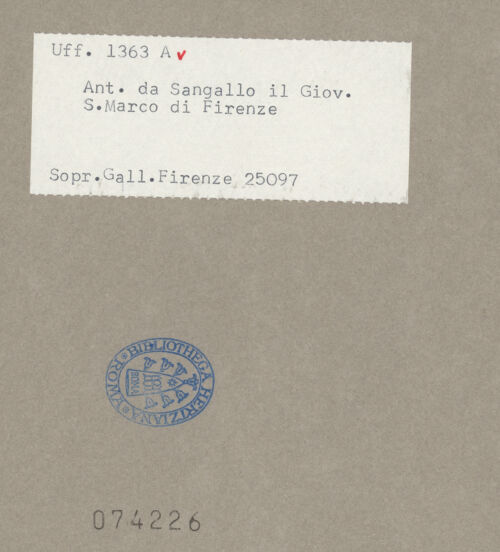 Uff. 1363 A v
Ant. da Sangallo il Giov.
S.Marco di Firenze
Sopr.Gall.Firenze 25097
BIBLIOTHECA HERTZIANA ROMA
074226